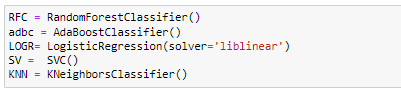 RFC = RandomForestClassifier()
adbc = AdaBoostClassifier()
LOGR= LogisticRegression(solver='liblinear')
SV =  SVC()
KNN = KNeighborsClassifier()